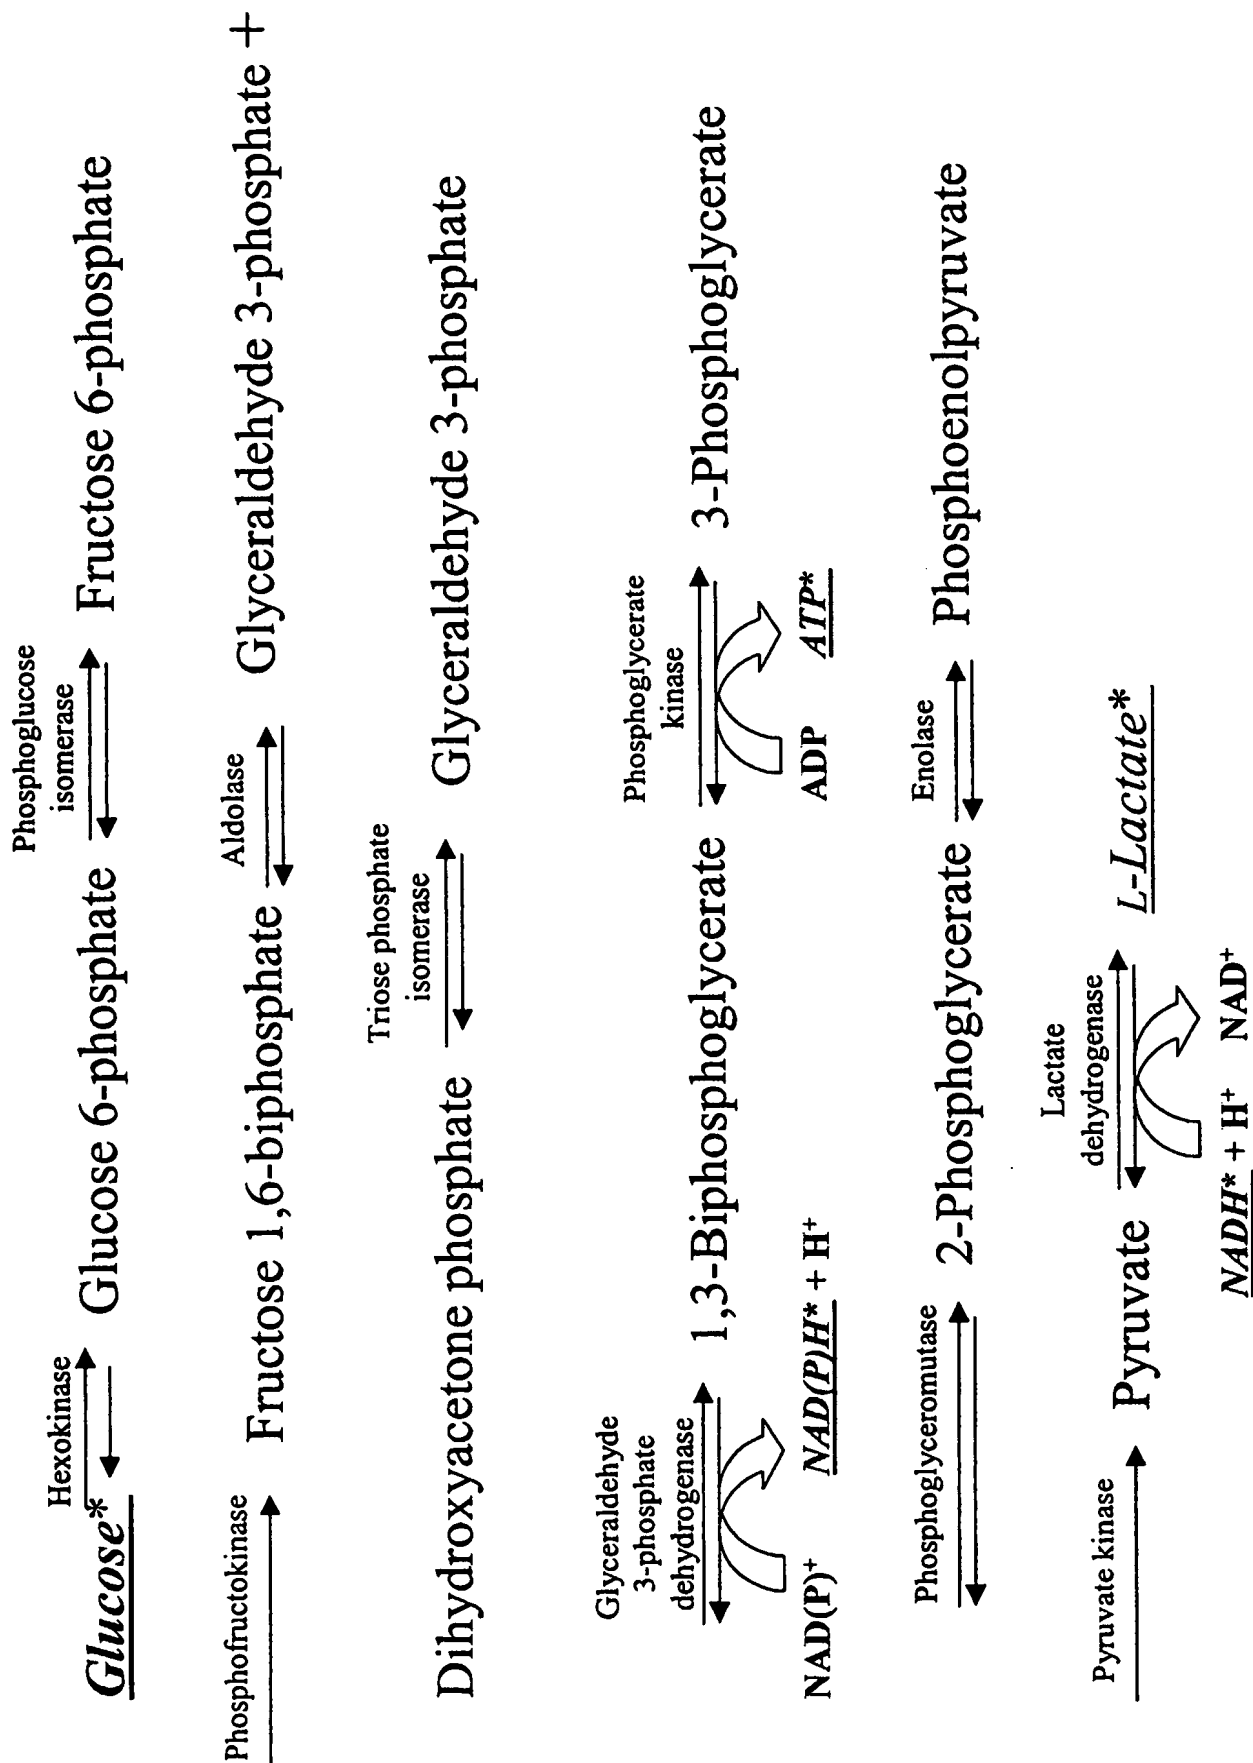 Hexokinase
Phosphoglucose
isomerase
Glucose* Glucose 6-phosphate Fructose 6-phosphate
Phosphofructokinase
Aldolase
Fructose 1,6-biphosphate Glyceraldehyde 3-phosphate +
Triose phosphate
isomerase
Dihydroxyacetone phosphate Glyceraldehyde 3-phosphate
Glyceraldehyde
3-phosphate
dehydrogenase
Phosphoglycerate
kinase
1,3-Biphosphoglycerate 3-Phosphoglycerate
NAD(P)+ NAD(P)H* + H+ ADP ATP*
Phosphoglyceromutase
Enolase
2-Phosphoglycerate Phosphoenolpyruvate
Pyruvate kinase
Lactate
dehydrogenase
Pyruvate L-Lactate*
NADH* + H+ NAD+